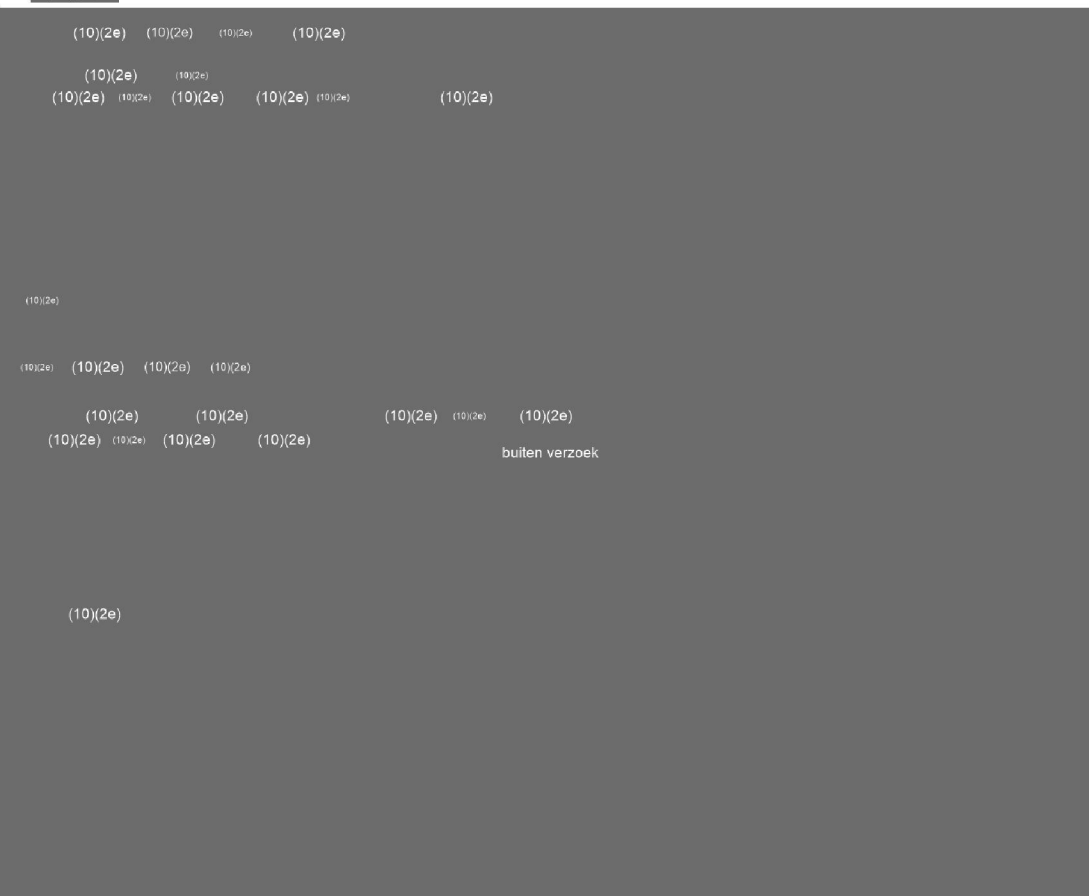 (10)(2e) (10)(2e) (10)(2e) (10)(2e)
(10)(2e) (10)(2e)
(10)(2e) (10)(2e) (10)(2e) (10)(2e) (10)(2e) (10)(2e)
(10)(2e)
(10)(2e) (10)(2e) (10)(2e) (10)(2e)
(10)(2e) (10)(2e) (10)(2e) (10)(2e) (10)(2e)
(10)(2e) (10)(2e) (10)(2e) (10)(2e)
buiten verzoek
(10)(2e)